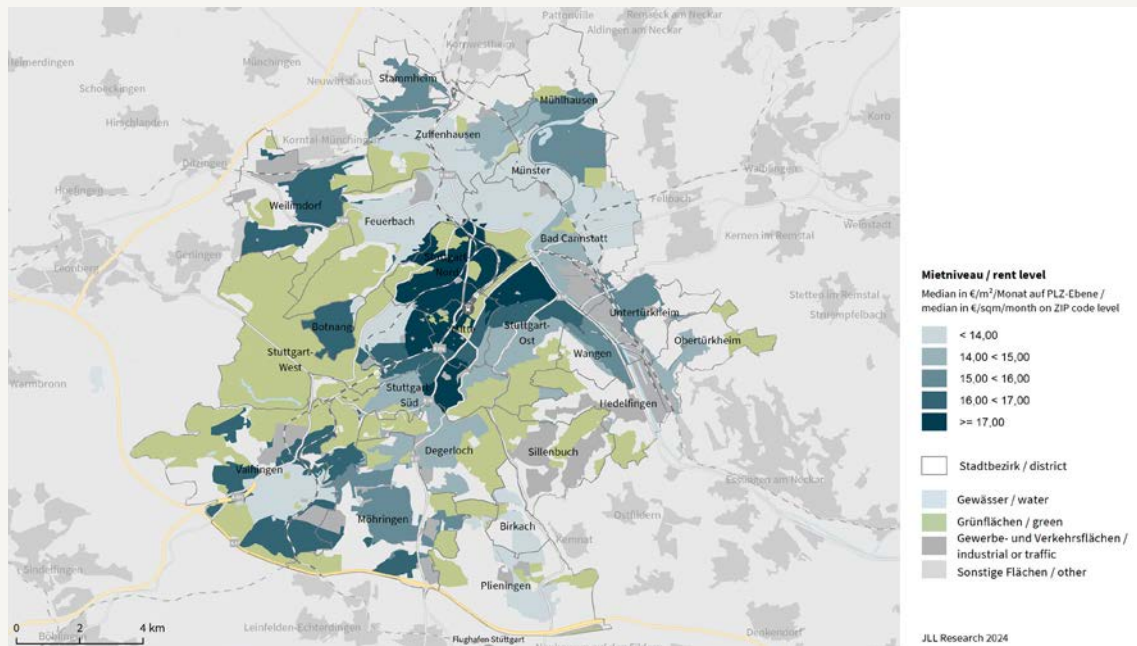 Pattonville
Remseck am Neckar
Aldingen am Neckar
Kornwestheim
Heimerdingen
Münchingen
Neuwirtshaus
Stammheim
Schöckingen
Mühlhausen
Hirschlanden
Zuffenhausen
Korb
Korntal-Münchingen
Ditzingen
Waiblingen
Münster
Höfingen
Fellbach
Weilimdorf
Feuerbach
Weinstadt
Bad Cannstatt
Kernen im Remstal
Gerlingen
Stuttgart-
Nord
Leonberg
Stetten im Remstal
Untertürkheim
Strümpfelbach
Botnang
Mitte
Stuttgart-
Ost
Obertürkheim
Stuttgart-
West
Wangen
Warmbronn
Stuttgart
Süd
Hedelfingen
Degerloch
Sillenbuch
Vaihingen
Esslingen am Neckar
Möhringen
Ostfildern
Birkach
Kemnat
Sindelfingen
Plieningen
0 2 4 km
Böblingen
Leinfelden-Echterdingen
Flughafen Stuttgart
Denkendorf
Mietniveau / rent level
Median in €/m²/Monat auf PLZ-Ebene /
median in €/sqm/month on ZIP code level
< 14,00
14,00 < 15,00
15,00 < 16,00
16,00 < 17,00
>= 17,00
Stadtbezirk / district
Gewässer / water
Grünflächen / green
Gewerbe- und Verkehrsflächen /
industrial or traffic
Sonstige Flächen / other
JLL Research 2024